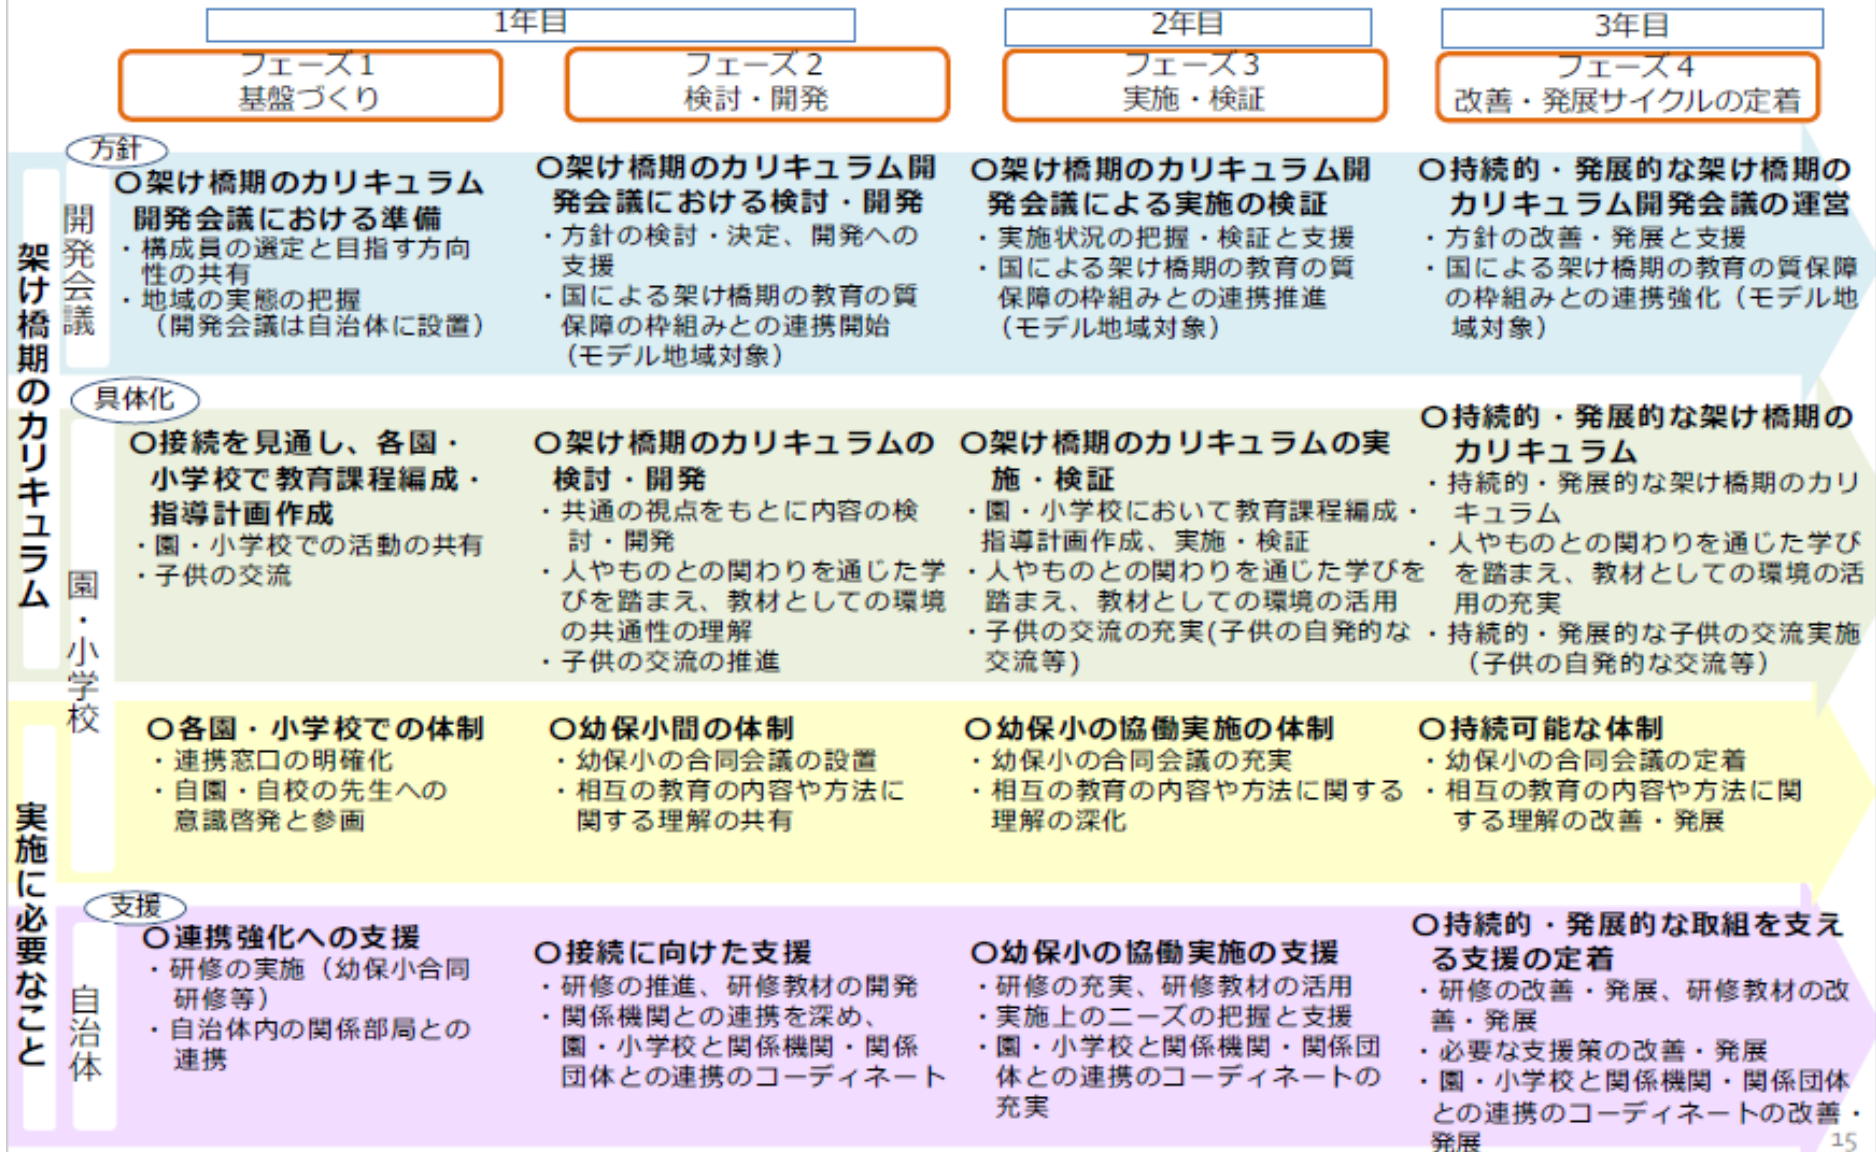 1年目
2年目
3年目
フェーズ1
基盤づくり
フェーズ2
検討・開発
フェーズ3
実施・検証
フェーズ4
改善・発展サイクルの定着
架け橋期のカリキュラム
方針
開発会議
〇架け橋期のカリキュラム
開発会議における準備
・構成員の選定と目指す方向
性の共有
・地域の実態の把握
（開発会議は自治体に設置）
〇架け橋期のカリキュラム開
発会議における検討・開発
・方針の検討・決定、開発への
支援
・国による架け橋期の教育の質
保障の枠組みとの連携開始
（モデル地域対象）
〇架け橋期のカリキュラム開
発会議による実施の検証
・実施状況の把握・検証と支援
・国による架け橋期の教育の質
保障の枠組みとの連携推進
（モデル地域対象）
〇持続的・発展的な架け橋期の
カリキュラム開発会議の運営
・方針の改善・発展と支援
・国による架け橋期の教育の質保障
の枠組みとの連携強化（モデル地
域対象）
具体化
園・小学校
〇接続を見通し、各園・
小学校で教育課程編成・
指導計画作成
・園・小学校での活動の共有
・子供の交流
〇架け橋期のカリキュラムの
検討・開発
・共通の視点をもとに内容の検
討・開発
・人やものとの関わりを通じた学
びを踏まえ、教材としての環境
の共通性の理解
・子供の交流の推進
〇架け橋期のカリキュラムの実
施・検証
・園・小学校において教育課程編成・
指導計画作成、実施・検証
・人やものとの関わりを通じた学びを
踏まえ、教材としての環境の活用
・子供の交流の充実(子供の自発的な
交流等)
〇持続的・発展的な架け橋期の
カリキュラム
・持続的・発展的な架け橋期のカリ
キュラム
・人やものとの関わりを通じた学び
を踏まえ、教材としての環境の活
用の充実
・持続的・発展的な子供の交流実施
（子供の自発的な交流等）
実施に必要なこと
〇各園・小学校での体制
・連携窓口の明確化
・自園・自校の先生への
意識啓発と参画
〇幼保小間の体制
・幼保小の合同会議の設置
・相互の教育の内容や方法に
関する理解の共有
〇幼保小の協働実施の体制
・幼保小の合同会議の充実
・相互の教育の内容や方法に関する
理解の深化
〇持続可能な体制
・幼保小の合同会議の定着
・相互の教育の内容や方法に関
する理解の改善・発展
支援
自治体
〇連携強化への支援
・研修の実施（幼保小合同
研修等）
・自治体内の関係部局との
連携
〇接続に向けた支援
・研修の推進、研修教材の開発
・関係機関との連携を深め、
園・小学校と関係機関・関係
団体との連携のコーディネート
〇幼保小の協働実施の支援
・研修の充実、研修教材の活用
・実施上のニーズの把握と支援
・園・小学校と関係機関・関係団
体との連携のコーディネートの
充実
〇持続的・発展的な取組を支え
る支援の定着
・研修の改善・発展、研修教材の改
善・発展
・必要な支援策の改善・発展
・園・小学校と関係機関・関係団体
との連携のコーディネートの改善・
発展
15